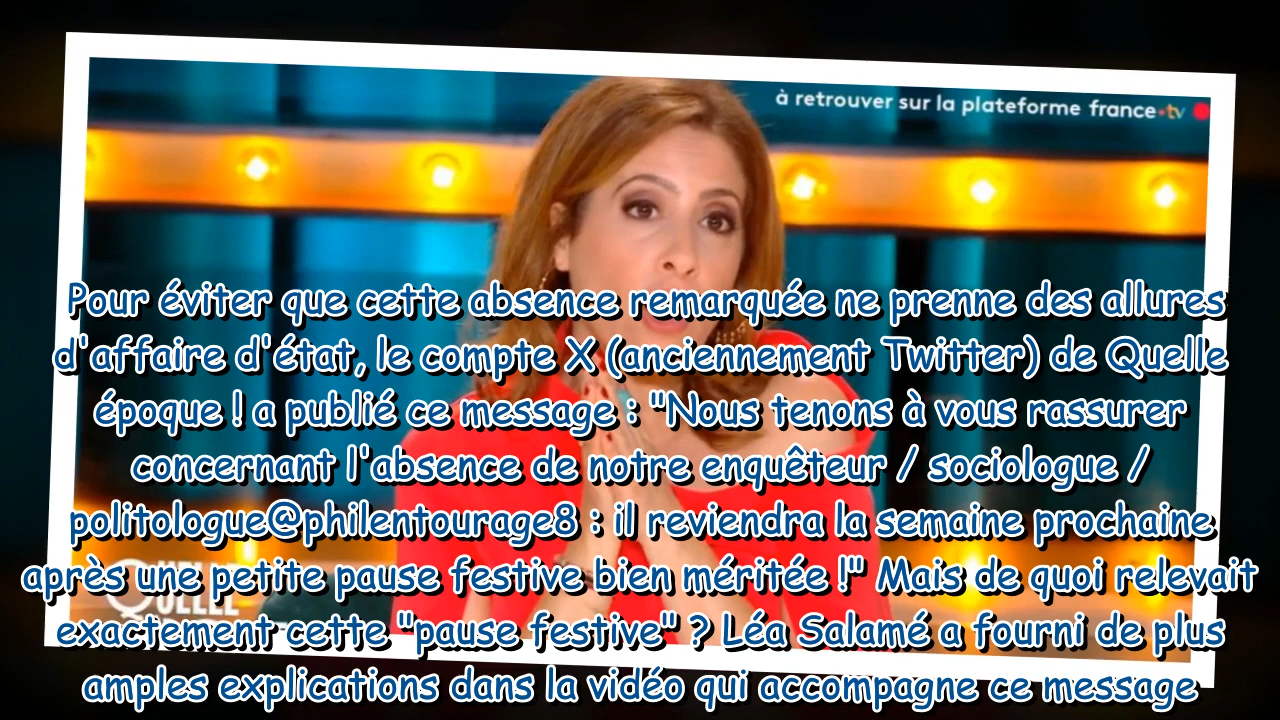 à retrouver sur la plateforme france•tv
Pour éviter que cette absence remarquée ne prenne des allures
d'affaire d'état, le compte X (anciennement Twitter) de Quelle
époque ! a publié ce message : "Nous tenons à vous rassurer
concernant l'absence de notre enquêteur / sociologue /
politologue@philentourage8 : il reviendra la semaine prochaine
après une petite pause festive bien méritée !" Mais de quoi relevait
QUELLE
exactement cette "pause festive" ? Léa Salamé a fourni de plus
amples explications dans la vidéo qui accompagne ce message